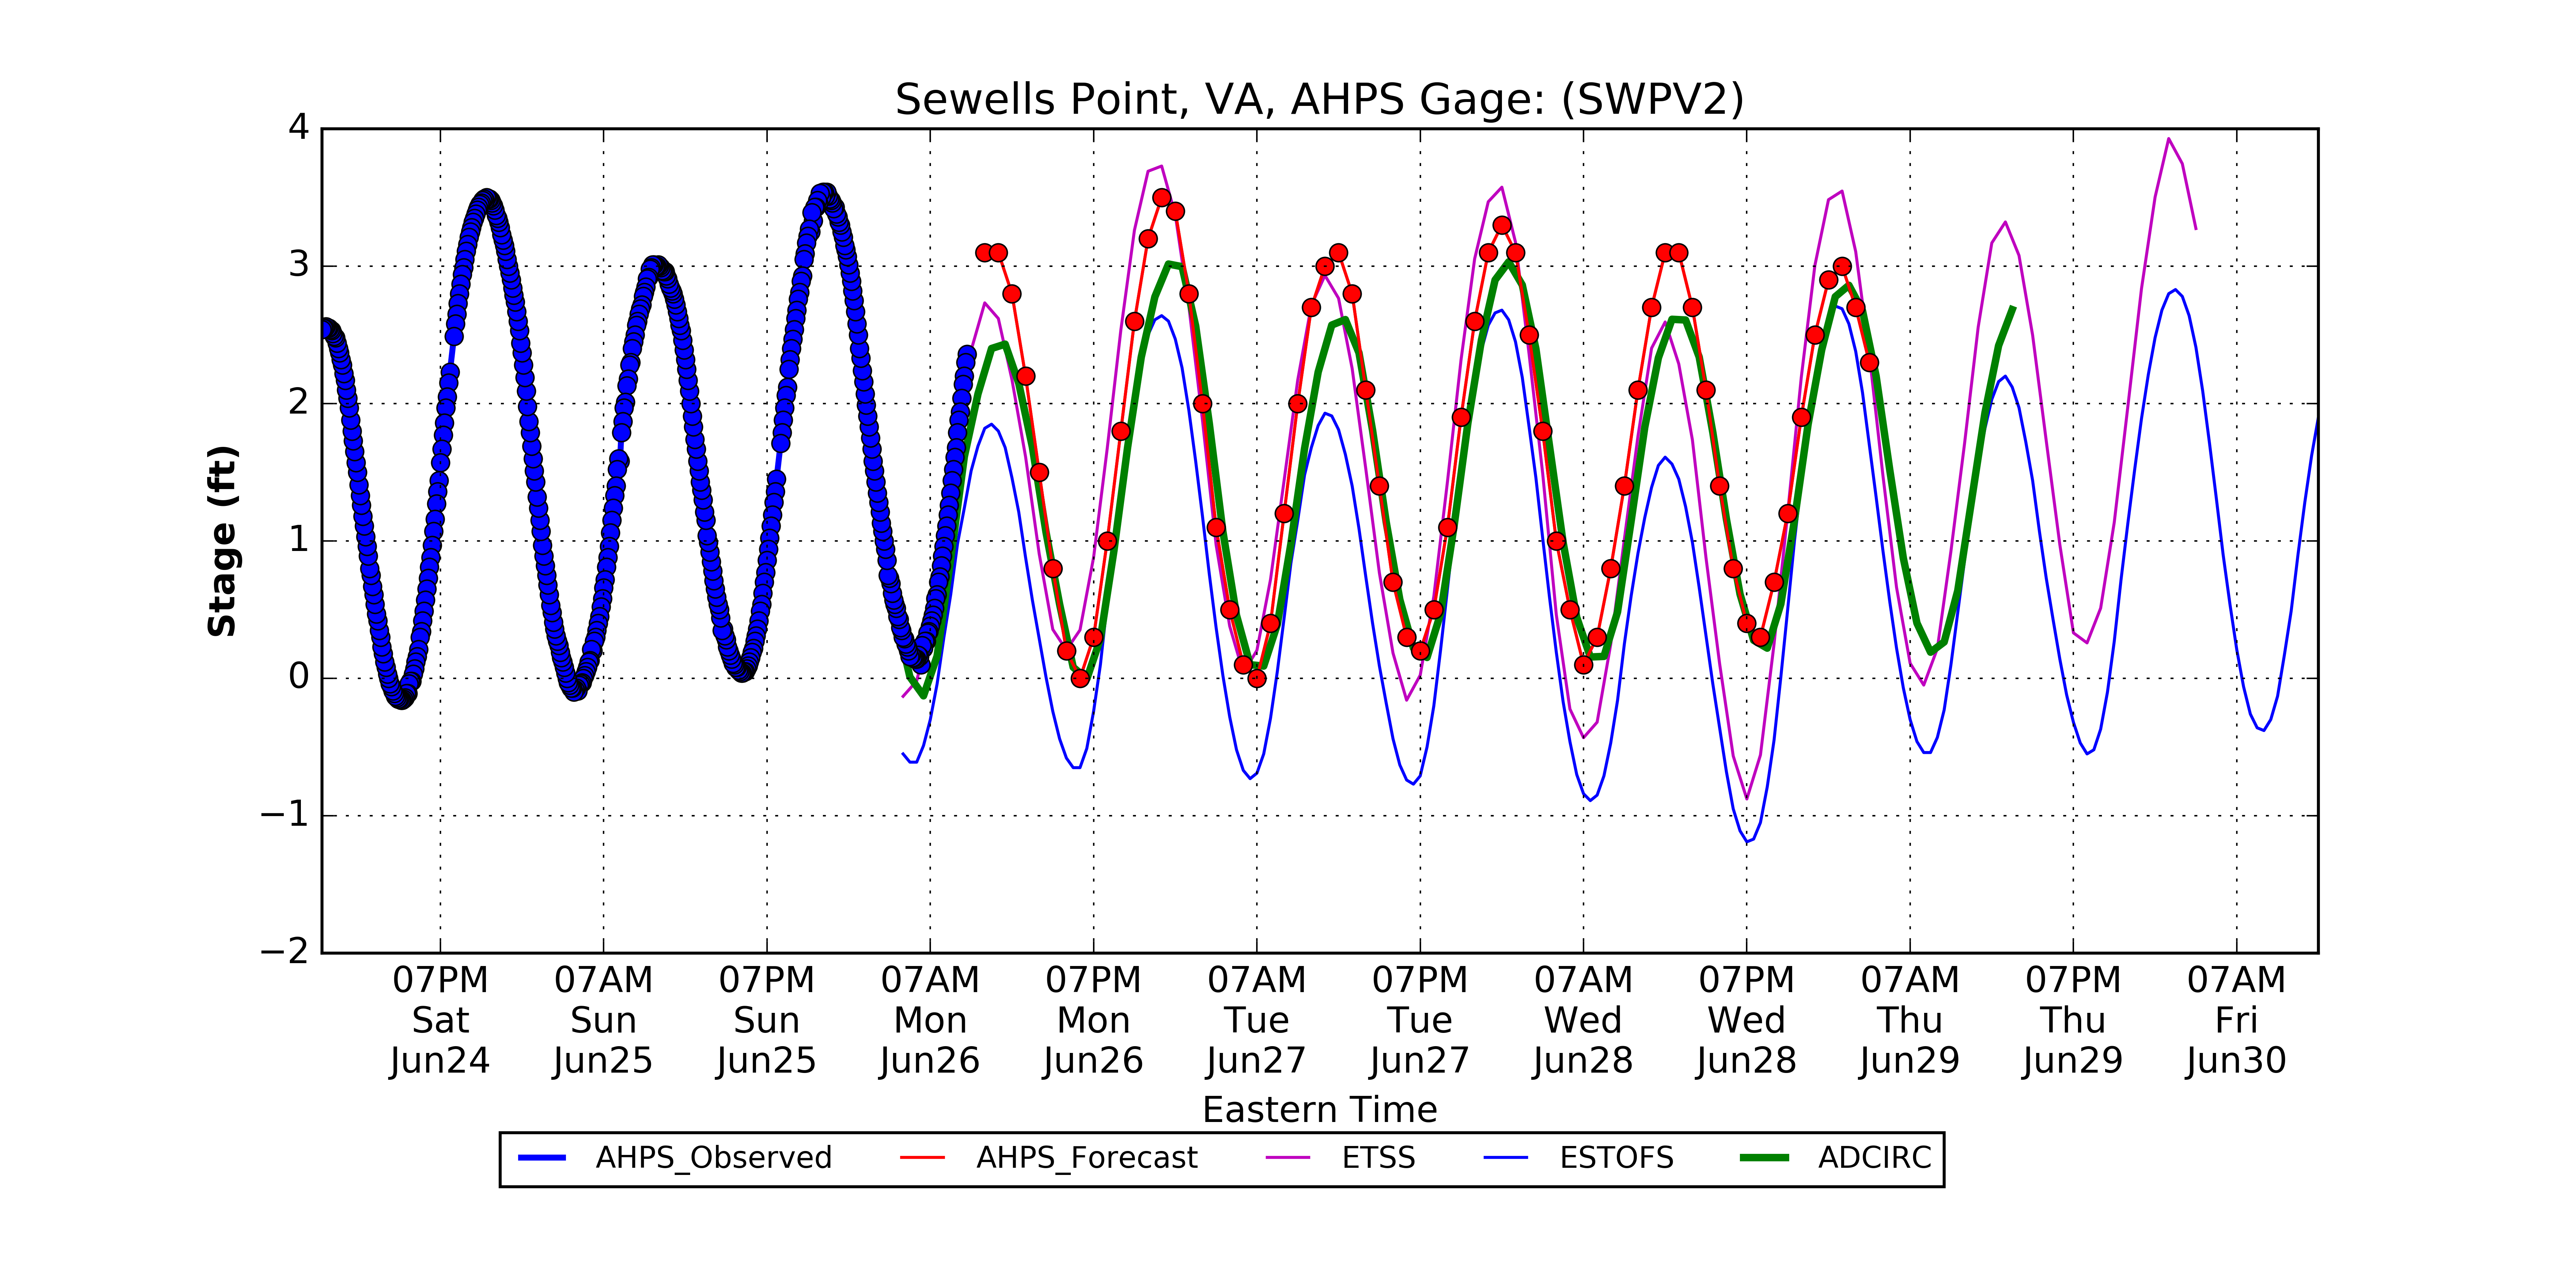 Sewells Point, VA, AHPS Gage: (SWPV2)
4
3
2
1
0
−1
−2
Stage (ft)
07PM 07AM 07PM 07AM 07PM 07AM 07PM 07AM 07PM 07AM 07PM 07AM
Sat Sun Sun Mon Mon Tue Tue Wed Wed Thu Thu Fri
Jun24 Jun25 Jun25 Jun26 Jun26 Jun27 Jun27 Jun28 Jun28 Jun29 Jun29 Jun30
Eastern Time
AHPS_Observed AHPS_Forecast ETSS ESTOFS ADCIRC